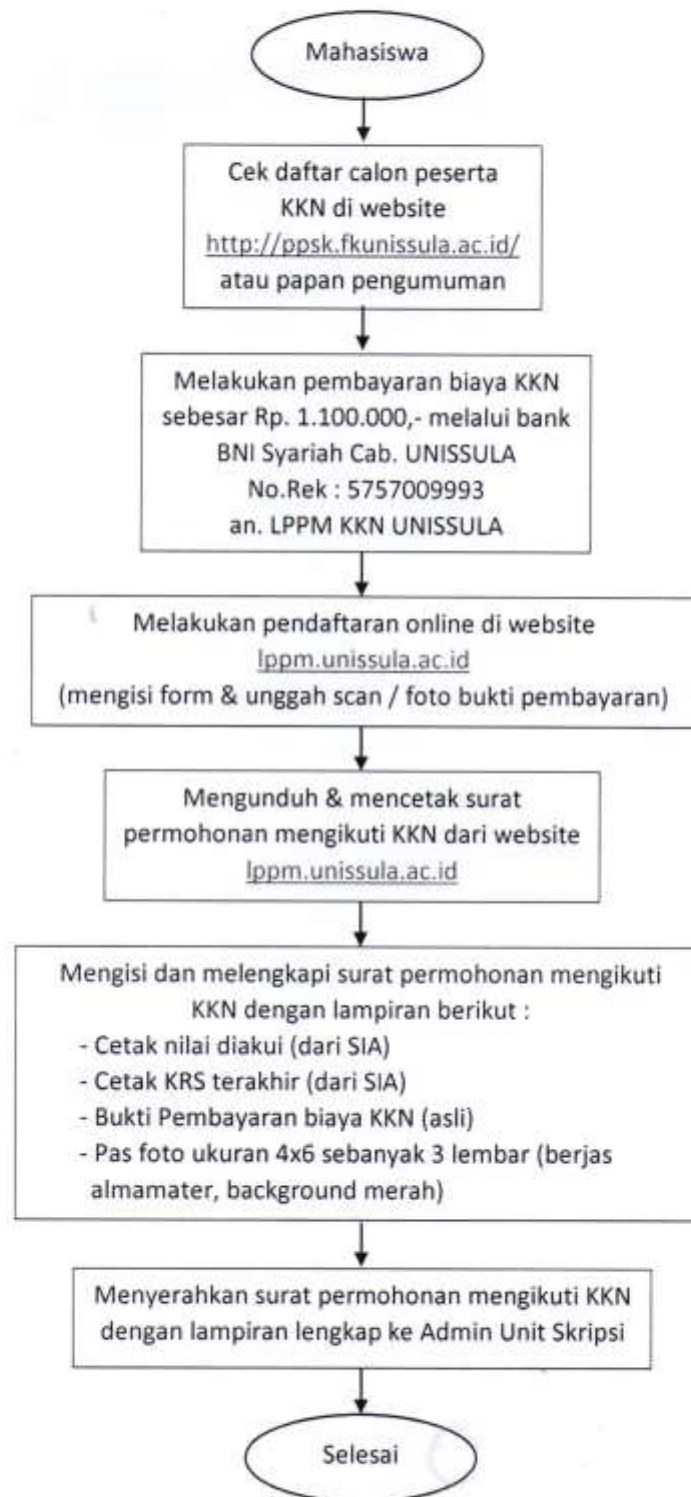 Mahasiswa
Cek daftar calon peserta
KKN di website
http://ppsk.fkunissula.ac.id/
atau papan pengumuman
Melakukan pembayaran biaya KKN
sebesar Rp. 1.100.000,- melalui bank
BNI Syariah Cab. UNISSULA
No.Rek : 5757009993
an. LPPM KKN UNISSULA
Melakukan pendaftaran online di website
lppm.unissula.ac.id
(mengisi form & unggah scan / foto bukti pembayaran)
Mengunduh & mencetak surat
permohonan mengikuti KKN dari website
lppm.unissula.ac.id
Mengisi dan melengkapi surat permohonan mengikuti
KKN dengan lampiran berikut :
- Cetak nilai diakui (dari SIA)
- Cetak KRS terakhir (dari SIA)
- Bukti Pembayaran biaya KKN (asli)
- Pas foto ukuran 4x6 sebanyak 3 lembar (berjas
almamater, background merah)
Menyerahkan surat permohonan mengikuti KKN
dengan lampiran lengkap ke Admin Unit Skripsi
Selesai